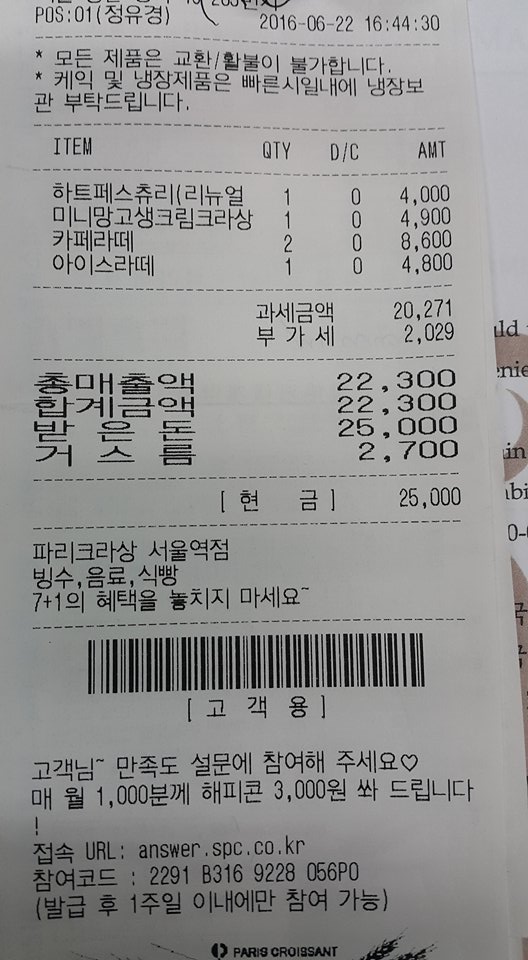 POS:01(정유경) 2016-06-22 16:44:30
* 모든 제품은 교환/활불이 불가합니다.
* 케익 및 냉장제품은 빠른시일내에 냉장보
관 부탁드립니다.
ITEM QTY D/C AMT
하트페스츄리(리뉴얼 1 0 4,000
미니망고생크림크라상 1 0 4,900
카페라떼 2 0 8,600
아이스라떼 1 0 4,800
과세금액 20,271
부 가 세 2,029
총매출액 22,300
합계금액 22,300
받 은 돈 25,000
거 스 름 2,700
[ 현 금 ] 25,000
파리크라상 서울역점
빙수,음료,식빵
7+1의 혜택을 놓치지 마세요~
[ 고 객 용 ]
고객님~ 만족도 설문에 참여해 주세요♡
매 월 1,000분께 해피콘 3,000원 쏴 드립니다
!
접속 URL: answer.spc.co.kr
참여코드 : 2291 B316 9228 056P0
(발급 후 1주일 이내에만 참여 가능)
PARIS CROISSANT